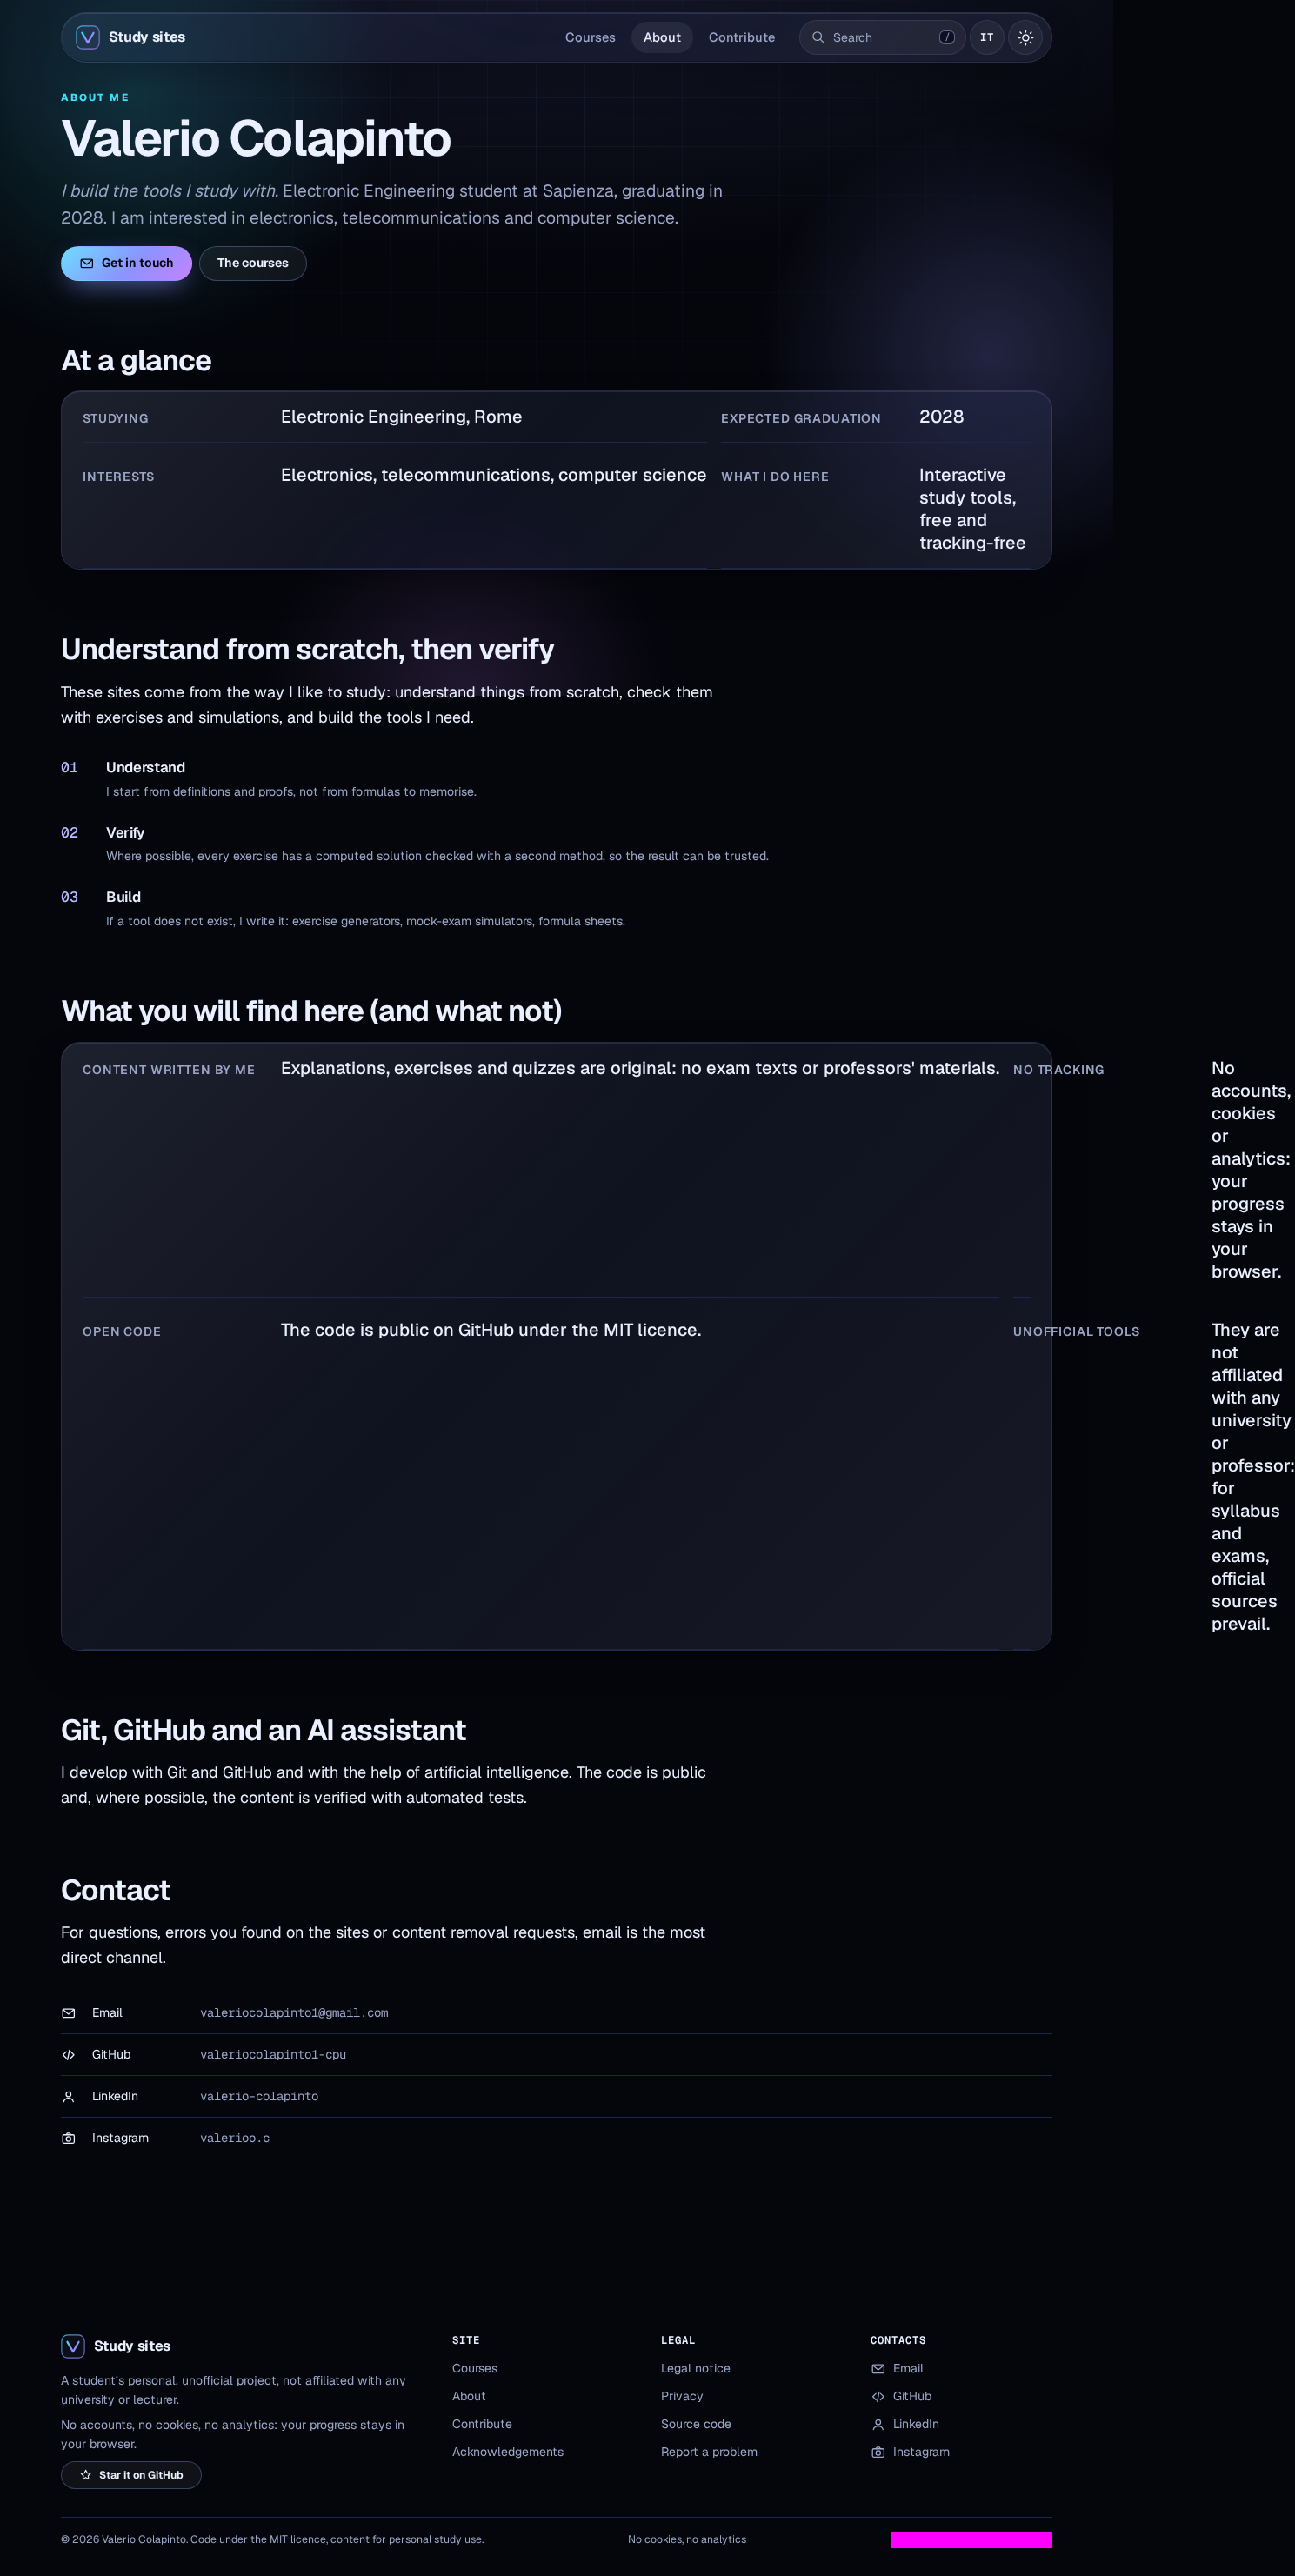 Study sites
Courses
About
Contribute
Search
/
IT
ABOUT ME
Valerio Colapinto
I build the tools I study with. Electronic Engineering student at Sapienza, graduating in
2028. I am interested in electronics, telecommunications and computer science.
Get in touch
The courses
At a glance
STUDYING
Electronic Engineering, Rome
EXPECTED GRADUATION
2028
INTERESTS
Electronics, telecommunications, computer science
WHAT I DO HERE
Interactive
study tools,
free and
tracking-free
Understand from scratch, then verify
These sites come from the way I like to study: understand things from scratch, check them
with exercises and simulations, and build the tools I need.
01
Understand
I start from definitions and proofs, not from formulas to memorise.
02
Verify
Where possible, every exercise has a computed solution checked with a second method, so the result can be trusted.
03
Build
If a tool does not exist, I write it: exercise generators, mock-exam simulators, formula sheets.
What you will find here (and what not)
CONTENT WRITTEN BY ME
Explanations, exercises and quizzes are original: no exam texts or professors' materials.
NO TRACKING
No
accounts,
cookies
or
analytics:
your
progress
stays in
your
browser.
OPEN CODE
The code is public on GitHub under the MIT licence.
UNOFFICIAL TOOLS
They are
not
affiliated
with any
university
or
professor:
for
syllabus
and
exams,
official
sources
prevail.
Git, GitHub and an AI assistant
I develop with Git and GitHub and with the help of artificial intelligence. The code is public
and, where possible, the content is verified with automated tests.
Contact
For questions, errors you found on the sites or content removal requests, email is the most
direct channel.
Email
valeriocolapinto1@gmail.com
GitHub
valeriocolapinto1-cpu
LinkedIn
valerio-colapinto
Instagram
valerioo.c
Study sites
A student's personal, unofficial project, not affiliated with any
university or lecturer.
No accounts, no cookies, no analytics: your progress stays in
your browser.
Star it on GitHub
SITE
Courses
About
Contribute
Acknowledgements
LEGAL
Legal notice
Privacy
Source code
Report a problem
CONTACTS
Email
GitHub
LinkedIn
Instagram
© 2026 Valerio Colapinto. Code under the MIT licence, content for personal study use.
No cookies, no analytics